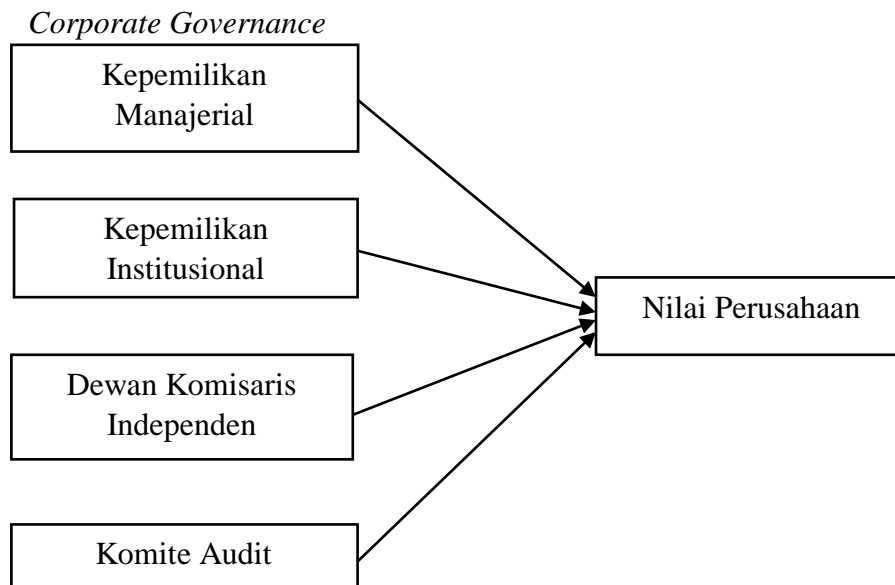 Corporate Governance
Kepemilikan
Manajerial
Kepemilikan
Institusional
Nilai Perusahaan
Dewan Komisaris
Independen
Komite Audit